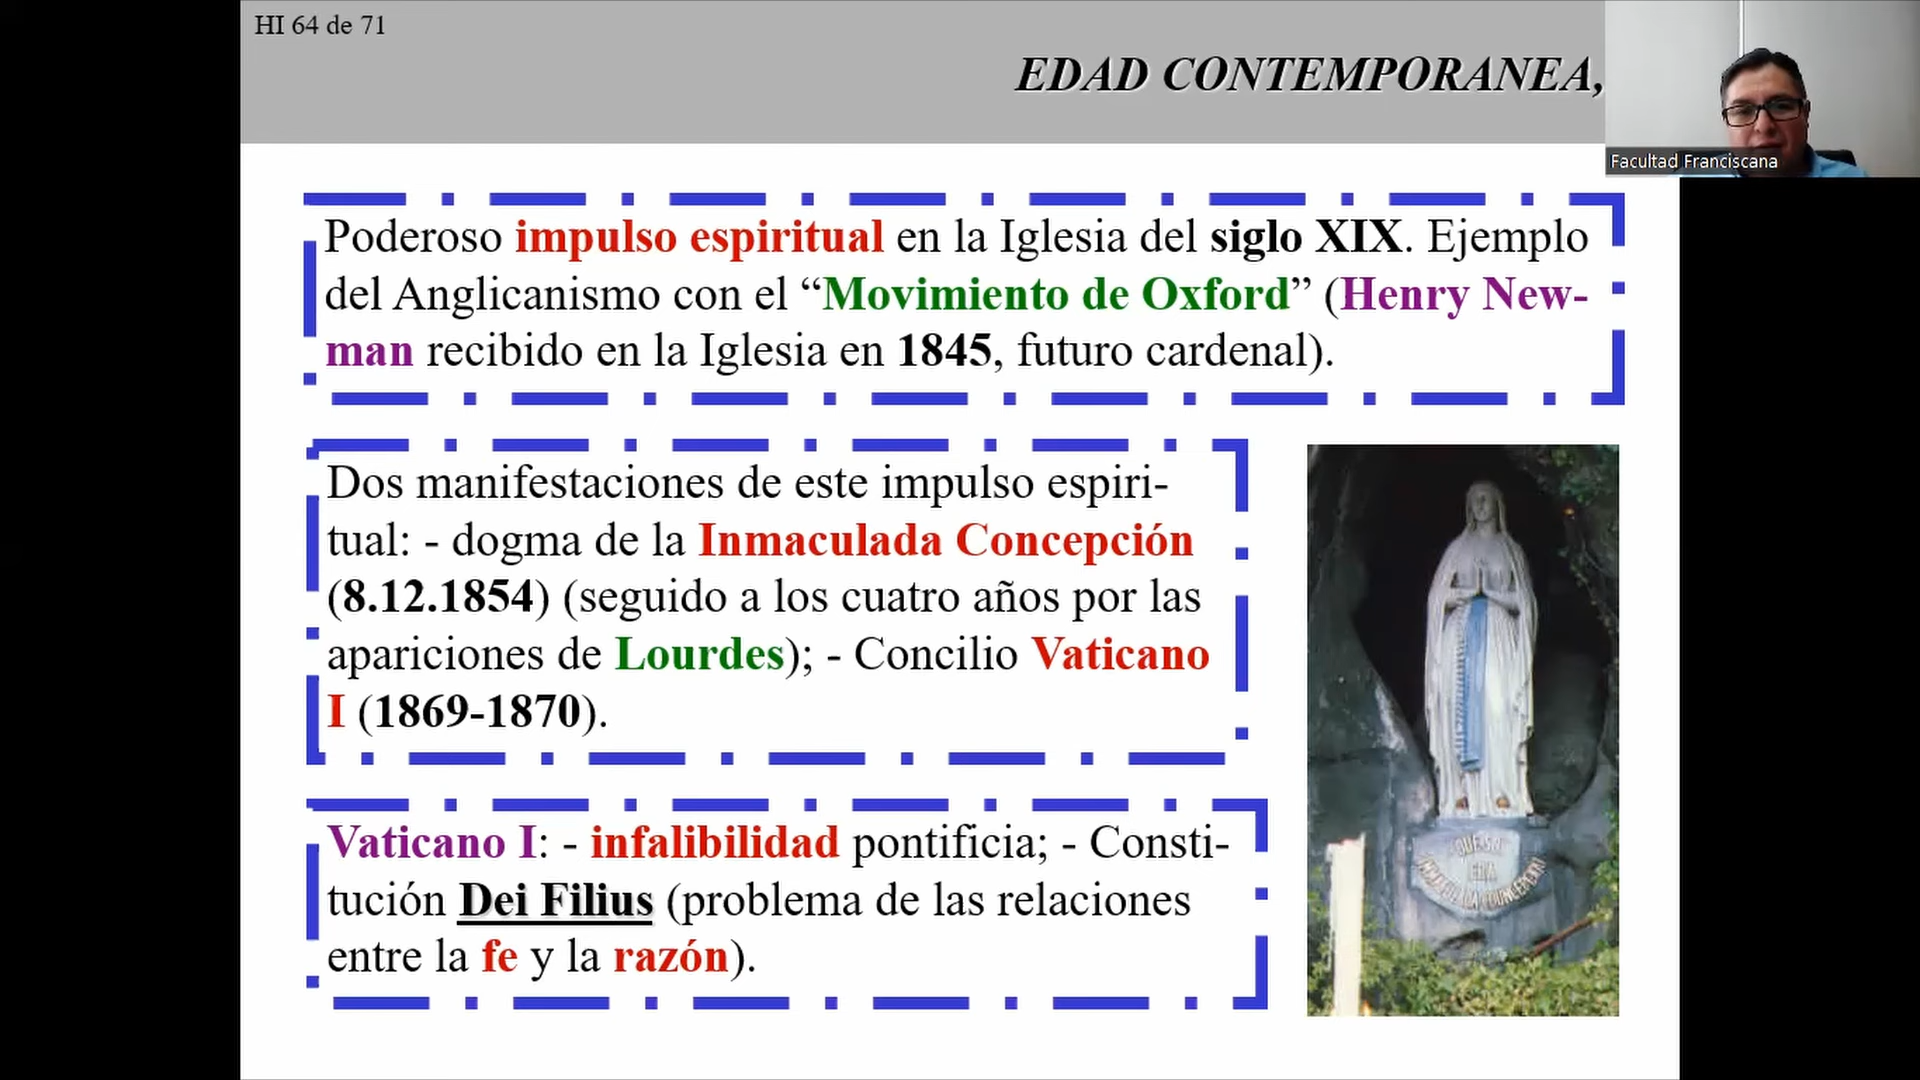 HI 64 de 71
EDAD CONTEMPORANEA,
Facultad Franciscana
Poderoso impulso espiritual en la Iglesia del siglo XIX. Ejemplo
del Anglicanismo con el “Movimiento de Oxford” (Henry New-
man recibido en la Iglesia en 1845, futuro cardenal).
Dos manifestaciones de este impulso espiri-
tual: - dogma de la Inmaculada Concepción
(8.12.1854) (seguido a los cuatro años por las
apariciones de Lourdes); - Concilio Vaticano
I (1869-1870).
Vaticano I: - infalibilidad pontificia; - Consti-
tución Dei Filius (problema de las relaciones
entre la fe y la razón).
QUE SOY
ERA